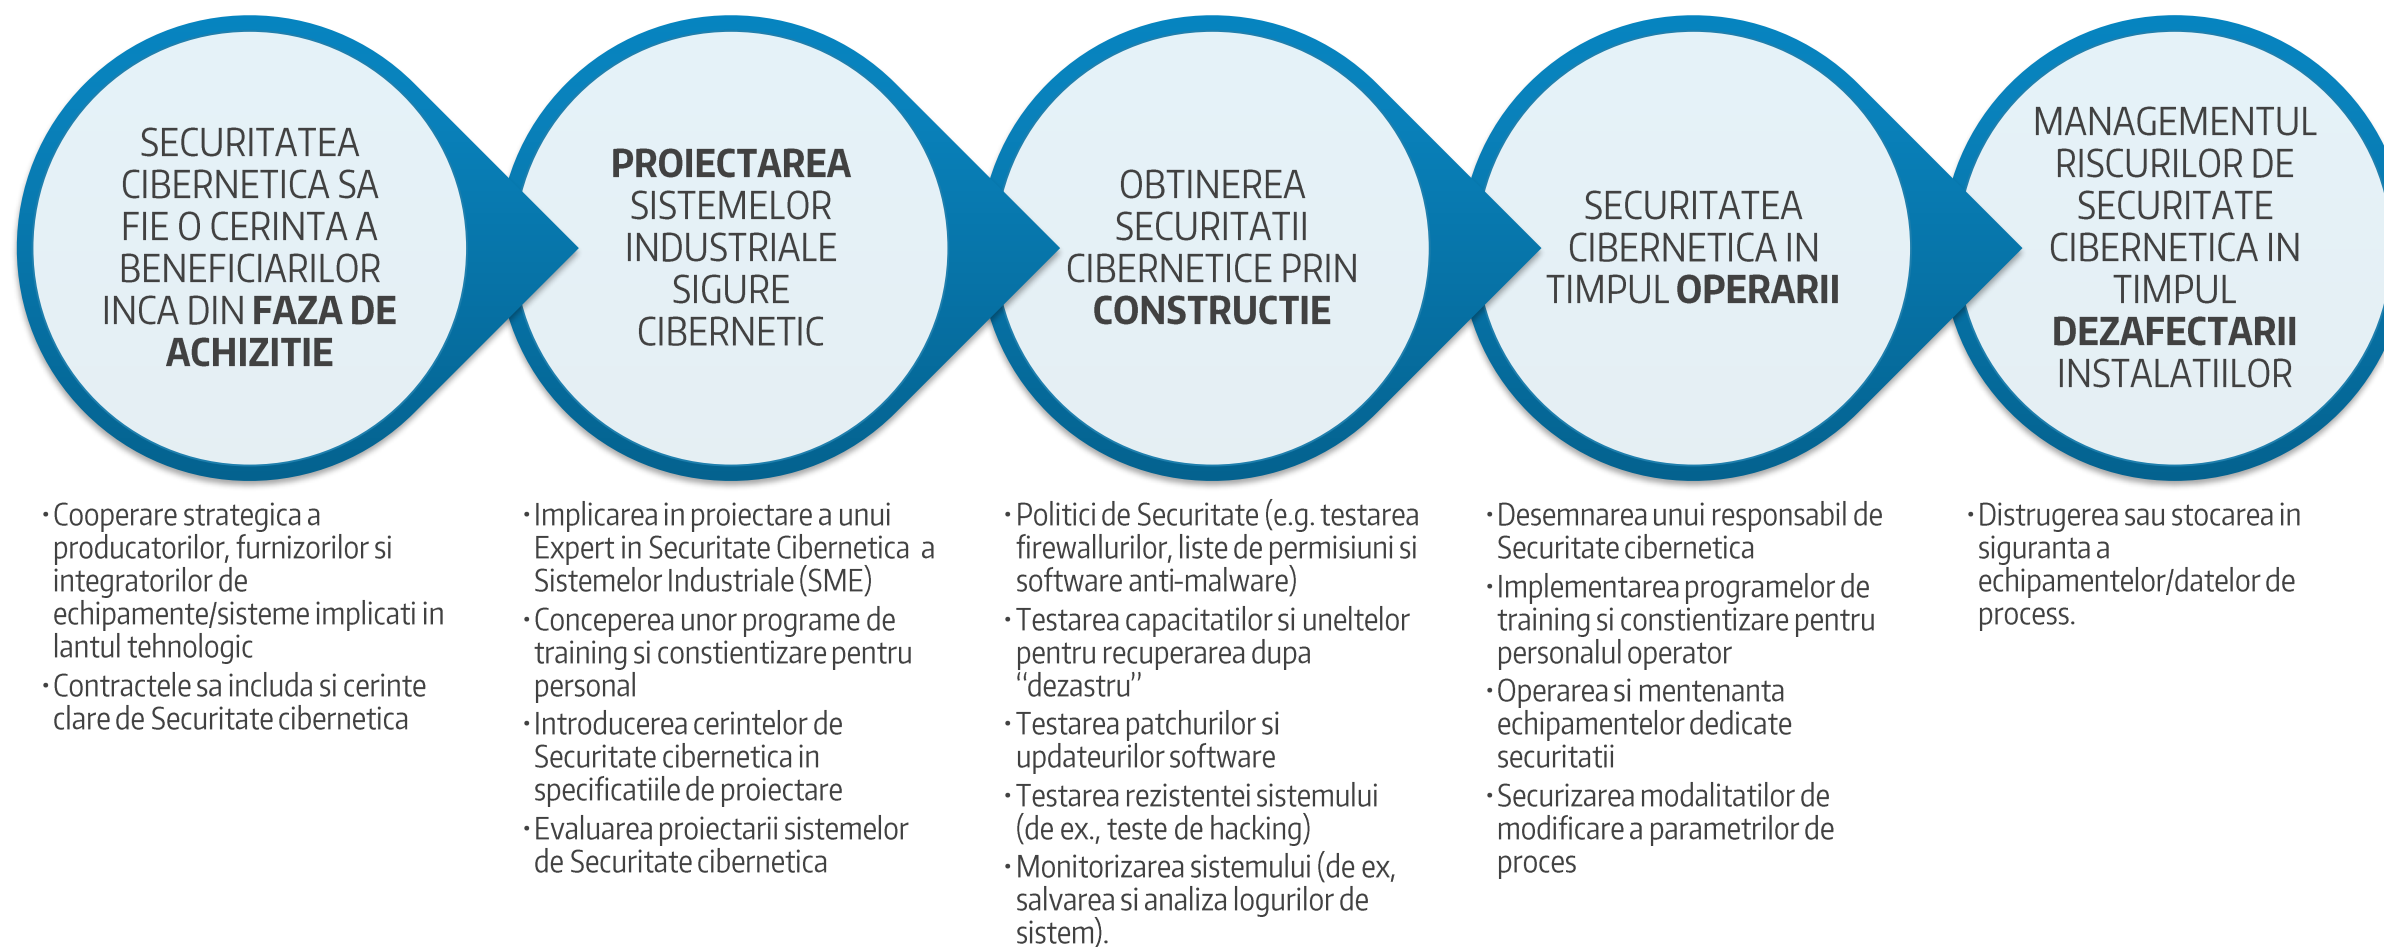 SECURITATEA
CIBERNETICA SA
FIE O CERINTA A
BENEFICIARILOR
INCA DIN FAZA DE
ACHIZITIE
PROIECTAREA
SISTEMELOR
INDUSTRIALE
SIGURE
CIBERNETIC
OBTINEREA
SECURITATII
CIBERNETICE PRIN
CONSTRUCTIE
SECURITATEA
CIBERNETICA IN
TIMPUL OPERARII
MANAGEMENTUL
RISCURILOR DE
SECURITATE
CIBERNETICA IN
TIMPUL
DEZAFECTARII
INSTALATIILOR
· Cooperare strategica a
producatorilor, furnizorilor si
integratorilor de
echipamente/sisteme implicati in
lantul tehnologic
· Contractele sa includa si cerinte
clare de Securitate cibernetica
· Implicarea in proiectare a unui
Expert in Securitate Cibernetica a
Sistemelor Industriale (SME)
· Conceperea unor programe de
training si constientizare pentru
personal
· Introducerea cerintelor de
Securitate cibernetica in
specificatiile de proiectare
· Evaluarea proiectarii sistemelor
de Securitate cibernetica
· Politici de Securitate (e.g. testarea
firewallurilor, liste de permisiuni si
software anti-malware)
· Testarea capacitatilor si uneltelor
pentru recuperarea dupa
“dezastru”
· Testarea patchurilor si
updateurilor software
· Testarea rezistentei sistemului
(de ex., teste de hacking)
· Monitorizarea sistemului (de ex,
salvarea si analiza logurilor de
sistem).
· Desemnarea unui responsabil de
Securitate cibernetica
· Implementarea programelor de
training si constientizare pentru
personalul operator
· Operarea si mentenanta
echipamentelor dedicate
securitatii
· Securizarea modalitatilor de
modificare a parametrilor de
proces
· Distrugerea sau stocarea in
siguranta a
echipamentelor/datelor de
process.